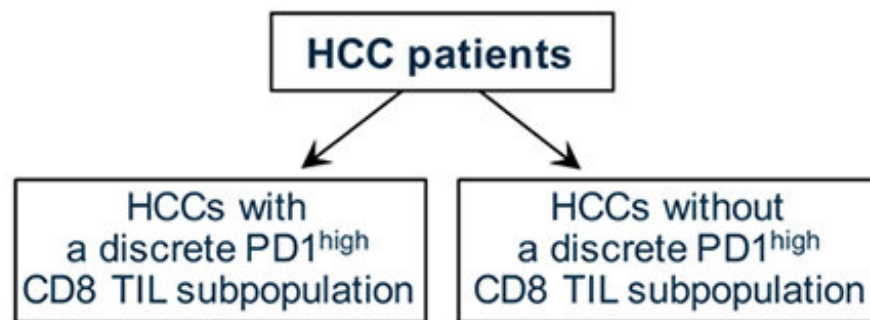 HCC patients
HCCs with
a discrete PD1high
CD8 TIL subpopulation
HCCs without
a discrete PD1high
CD8 TIL subpopulation